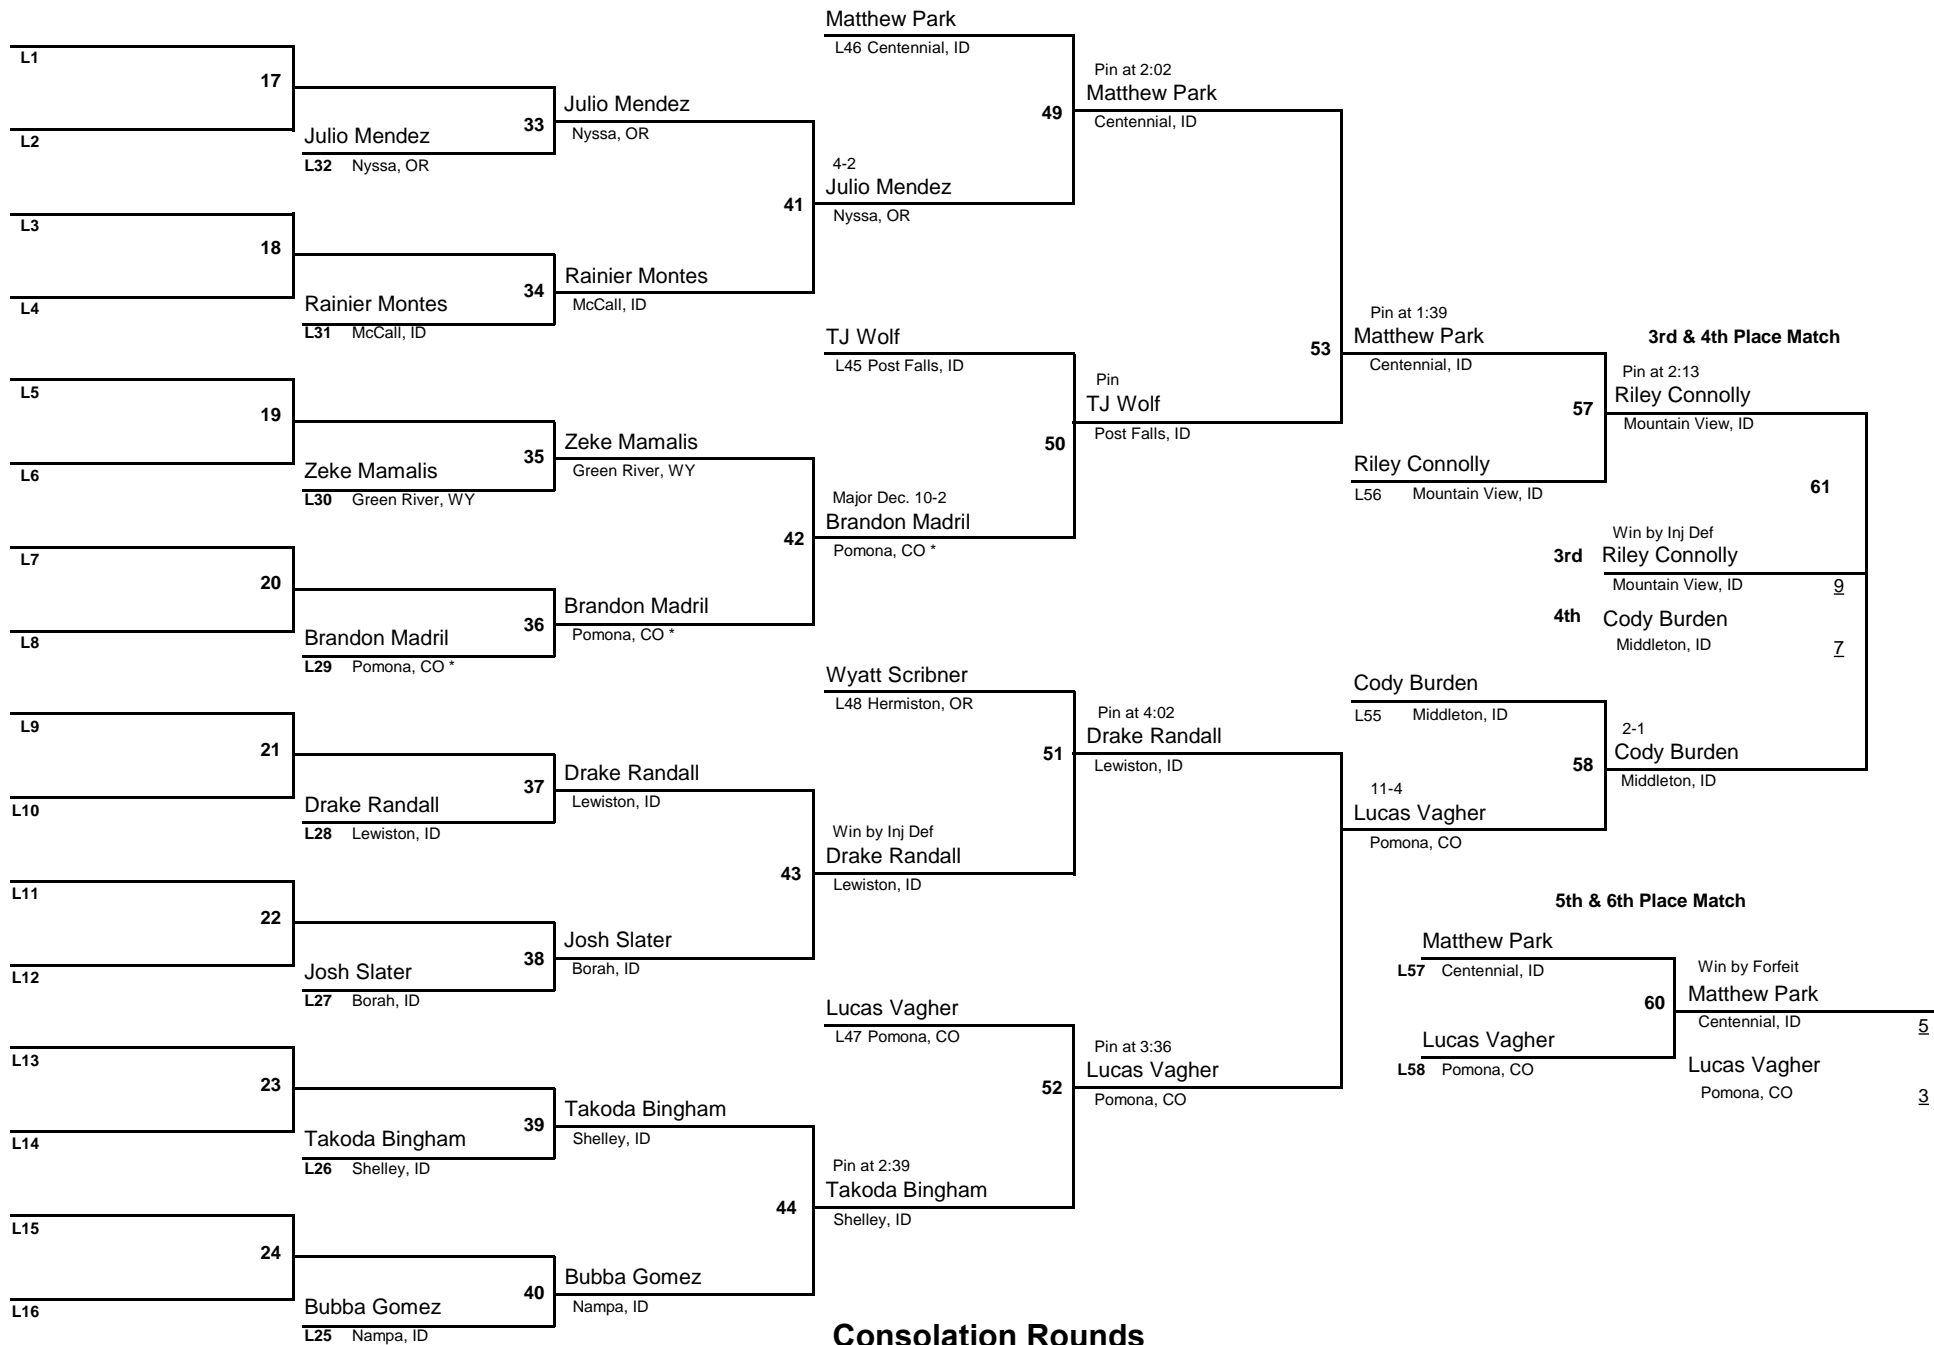 L1
17
L2
Julio Mendez
L32 Nyssa, OR
33
L3
18
L4
Rainier Montes
L31 McCall, ID
34
L5
19
L6
Zeke Mamalis
L30 Green River, WY
35
L7
20
L8
Brandon Madril
L29 Pomona, CO *
36
L9
21
L10
Drake Randall
L28 Lewiston, ID
37
L11
22
L12
Josh Slater
L27 Borah, ID
38
L13
23
L14
Takoda Bingham
L26 Shelley, ID
39
L15
24
L16
Bubba Gomez
L25 Nampa, ID
40
Julio Mendez
Nyssa, OR
41
Rainier Montes
McCall, ID
Zeke Mamalis
Green River, WY
42
Brandon Madril
Pomona, CO *
Drake Randall
Lewiston, ID
43
Josh Slater
Borah, ID
Takoda Bingham
Shelley, ID
44
Bubba Gomez
Nampa, ID
Matthew Park
L46 Centennial, ID
49
4-2
Julio Mendez
Nyssa, OR
TJ Wolf
L45 Post Falls, ID
50
Major Dec. 10-2
Brandon Madril
Pomona, CO *
Wyatt Scribner
L48 Hermiston, OR
51
Win by Inj Def
Drake Randall
Lewiston, ID
Lucas Vagher
L47 Pomona, CO
52
Pin at 2:39
Takoda Bingham
Shelley, ID
Pin at 2:02
Matthew Park
Centennial, ID
53
Pin
TJ Wolf
Post Falls, ID
Pin at 4:02
Drake Randall
Lewiston, ID
Pin at 3:36
Lucas Vagher
Pomona, CO
Pin at 1:39
Matthew Park
Centennial, ID
57
Riley Connolly
L56 Mountain View, ID
Cody Burden
L55 Middleton, ID
58
11-4
Lucas Vagher
Pomona, CO
3rd & 4th Place Match
Pin at 2:13
Riley Connolly
Mountain View, ID
61
Win by Inj Def
3rd Riley Connolly
Mountain View, ID 9
4th Cody Burden
Middleton, ID 7
2-1
Cody Burden
Middleton, ID
5th & 6th Place Match
Matthew Park
L57 Centennial, ID
60
Lucas Vagher
L58 Pomona, CO
Win by Forfeit
Matthew Park
Centennial, ID 5
Lucas Vagher
Pomona, CO 3
Consolation Rounds